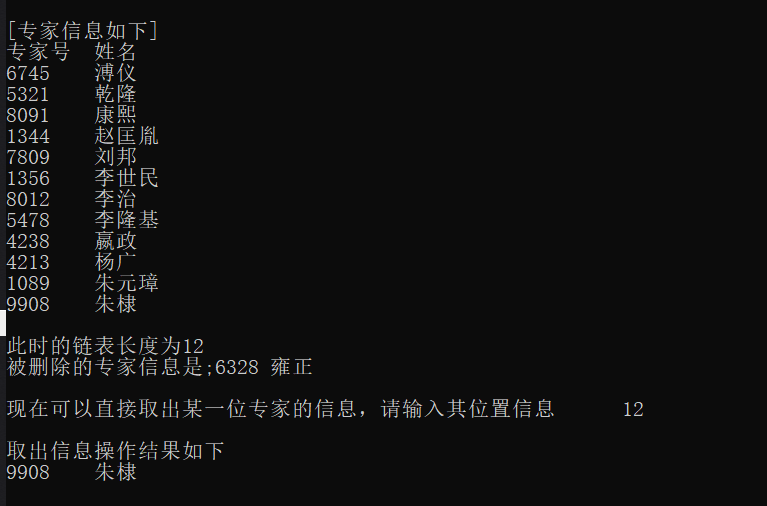 [专家信息如下]
专家号 姓名
6745 溥仪
5321 乾隆
8091 康熙
1344 赵匡胤
7809 刘邦
1356 李世民
8012 李治
5478 李隆基
4238 嬴政
4213 杨广
1089 朱元璋
9908 朱棣
此时的链表长度为12
被删除的专家信息是;6328 雍正
现在可以直接取出某一位专家的信息，请输入其位置信息 12
取出信息操作结果如下
9908 朱棣